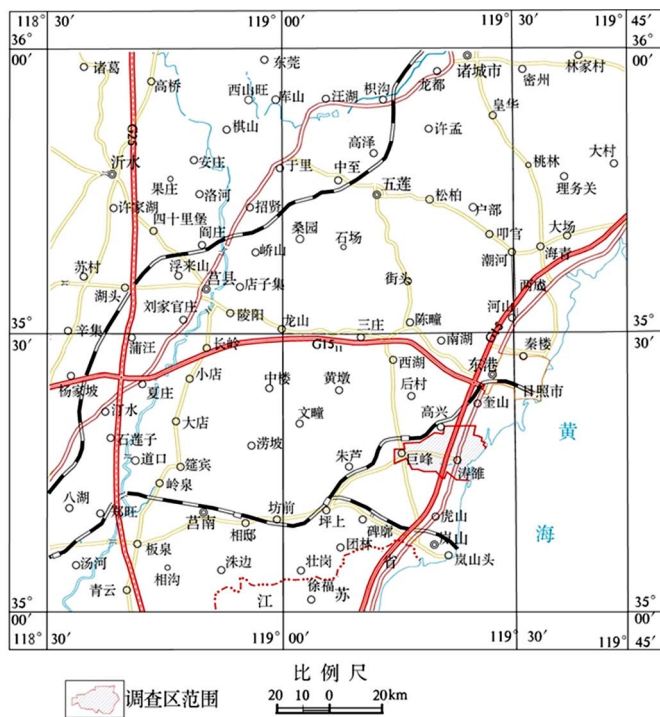 118° 30′ 119° 00′ 119° 30′ 119° 45′
36° 00′
36° 00′
诸葛
高桥
东莞
西山旺
库山
汪湖
枳沟
龙都
诸城市
密州
林家村
棋山
皇华
许孟
高泽
G25
沂水
安庄
于里
中至
桃林
大村
果庄
洛河
五莲
理务关
许家湖
招贤
松柏
户部
四十里堡
阎庄
桑园
石场
叩官
大场
海青
峤山
潮河
苏村
浮来山
莒县
店子集
街头
两城
湖头
刘家官庄
陵阳
龙山
三庄
陈疃
河山
G15
35° 30′
35° 30′
辛集
蒲汪
长岭
G15₁₁
南湖
秦楼
西湖
东港
杨家坡
夏庄
小店
中楼
黄墩
后村
日照市
奎山
汀水
大店
文疃
高兴
黄
石莲子
涝坡
道口
筵宾
朱芦
巨峰
涛雒
岭泉
八湖
郑旺
莒南
坊前
坪上
碑廓
虎山
海
相邸
板泉
团林
岚山
岚山头
汤河
相沟
洙边
壮岗
省
青云
徐福
江
苏
35° 00′
35° 00′
118° 30′ 119° 00′ 119° 30′ 119° 45′
比例尺
调查区范围
20 10 0 20km